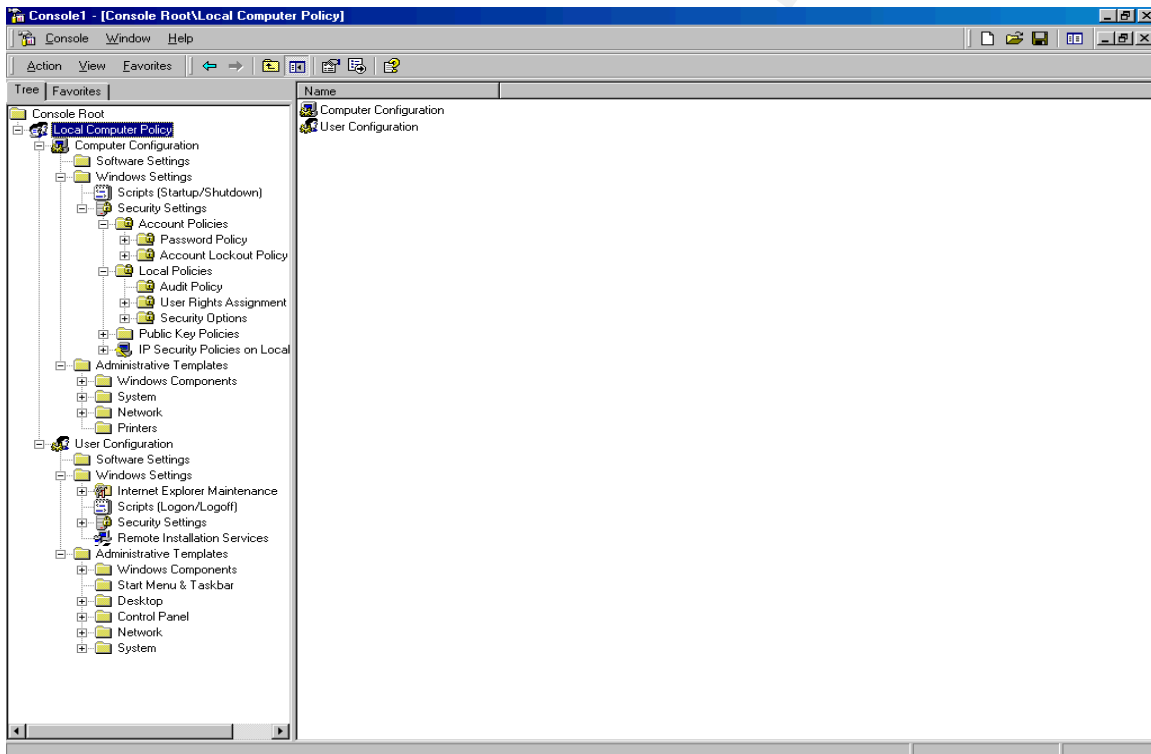 Console1 - [Console Root\Local Computer Policy]
Console Window Help
Action View Favorites
Tree Favorites
Name
Console Root
Local Computer Policy
Computer Configuration
Software Settings
Windows Settings
Scripts (Startup/Shutdown)
Security Settings
Account Policies
Password Policy
Account Lockout Policy
Local Policies
Audit Policy
User Rights Assignment
Security Options
Public Key Policies
IP Security Policies on Local
Administrative Templates
Windows Components
System
Network
Printers
User Configuration
Software Settings
Windows Settings
Internet Explorer Maintenance
Scripts (Logon/Logoff)
Security Settings
Remote Installation Services
Administrative Templates
Windows Components
Start Menu & Taskbar
Desktop
Control Panel
Network
System
Computer Configuration
User Configuration